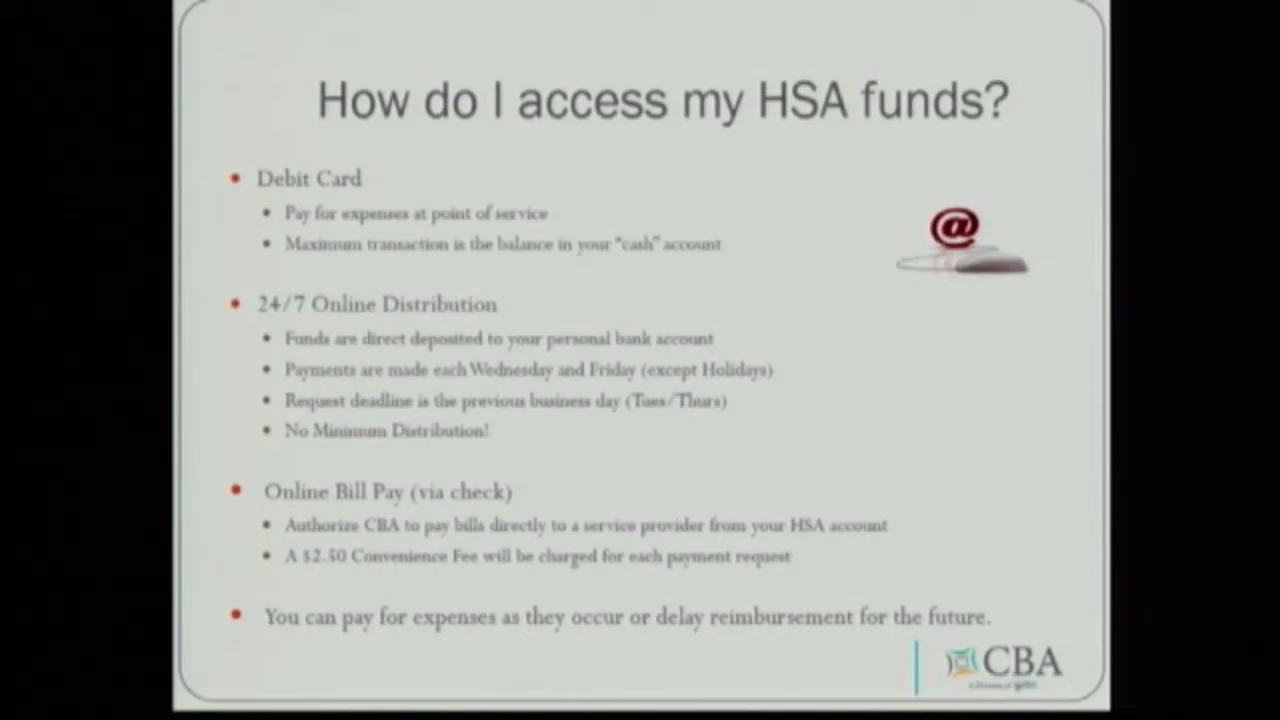 How do I access my HSA funds?
• Debit Card
• Pay for expenses at point of service
• Maximum transaction is the balance in your "cash" account
@
• 24/7 Online Distribution
• Funds are direct deposited to your personal bank account
• Payments are made each Wednesday and Friday (except Holidays)
• Request deadline is the previous business day (Tues/Thurs)
• No Minimum Distribution!
• Online Bill Pay (via check)
• Authorize CBA to pay bills directly to a service provider from your HSA account
• A $2.50 Convenience Fee will be charged for each payment request
• You can pay for expenses as they occur or delay reimbursement for the future.
CBA